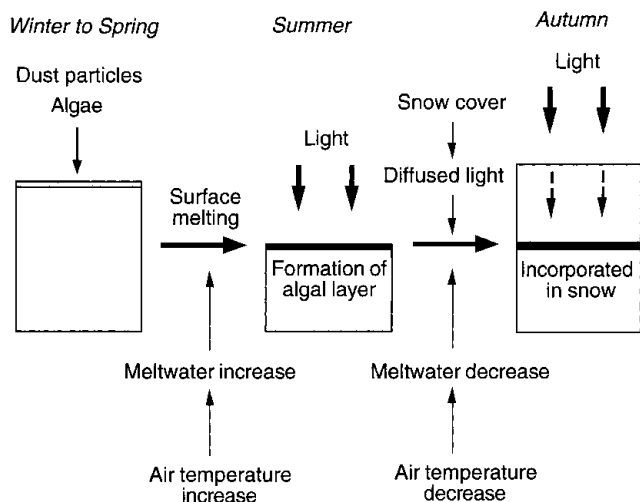 Winter to Spring
Summer
Autumn
Dust particles
Algae
Light
Snow cover
Light
Diffused light
Surface
melting
Formation of
algal layer
Incorporated
in snow
Meltwater increase
Meltwater decrease
Air temperature
increase
Air temperature
decrease